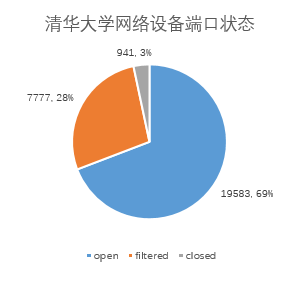 清华大学网络设备端口状态
941, 3%
7777, 28%
19583, 69%
open filtered closed